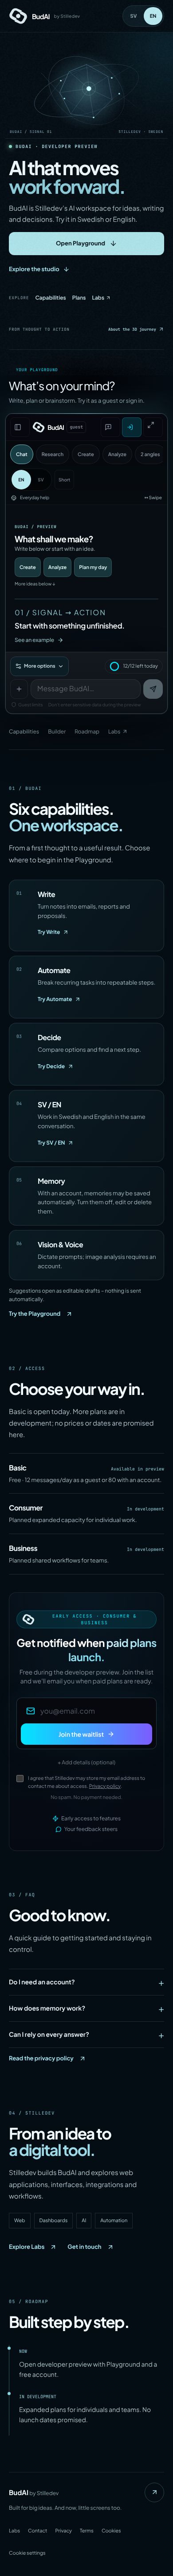 BudAI by Stilledev
SV EN
BUDAI / SIGNAL 01
STILLEDEV · SWEDEN
BUDAI · DEVELOPER PREVIEW
AI that moves
work forward.
BudAI is Stilledev's AI workspace for ideas, writing
and decisions. Try it in Swedish or English.
Open Playground ↓
Explore the studio ↓
EXPLORE Capabilities Plans Labs ↗
FROM THOUGHT TO ACTION
About the 3D journey ↗
YOUR PLAYGROUND
What's on your mind?
Write, plan or brainstorm. Try it as a guest or sign in.
BudAI guest
Chat Research Create Analyze 2 angles
EN SV Short
Everyday help
↔ Swipe
BUDAI / PREVIEW
What shall we make?
Write below or start with an idea.
Create Analyze Plan my day
More ideas below ↓
01 / SIGNAL → ACTION
Start with something unfinished.
See an example →
More options
12/12 left today
+ Message BudAI...
Capabilities Builder Roadmap Labs ↗
01 / BUDAI
Six capabilities.
One workspace.
From a first thought to a useful result. Choose
where to begin in the Playground.
01 Write
Turn notes into emails, reports and
proposals.
Try Write ↗
02 Automate
Break recurring tasks into repeatable steps.
Try Automate ↗
03 Decide
Compare options and find a next step.
Try Decide ↗
04 SV / EN
Work in Swedish and English in the same
conversation.
Try SV / EN ↗
05 Memory
With an account, memories may be saved
automatically. Turn them off, edit or delete
them.
06 Vision & Voice
Dictate prompts; image analysis requires an
account.
Suggestions open as editable drafts – nothing is sent
automatically.
Try the Playground ↗
02 / ACCESS
Choose your way in.
Basic is open today. More plans are in
development; no prices or dates are promised
here.
Basic
Available in preview
Free · 12 messages/day as a guest or 80 with an account.
Consumer
In development
Planned expanded capacity for individual work.
Business
In development
Planned shared workflows for teams.
EARLY ACCESS · CONSUMER &
BUSINESS
Get notified when paid plans
launch.
Free during the developer preview. Join the list
and we'll email you when paid plans are ready.
you@email.com
Join the waitlist →
+ Add details (optional)
I agree that Stilledev may store my email address to
contact me about access. Privacy policy.
No spam. No payment needed.
Early access to features
Your feedback steers
03 / FAQ
Good to know.
A quick guide to getting started and staying in
control.
Do I need an account? +
How does memory work? +
Can I rely on every answer? +
Read the privacy policy ↗
04 / STILLEDEV
From an idea to
a digital tool.
Stilledev builds BudAI and explores web
applications, interfaces, integrations and
workflows.
Web Dashboards AI Automation
Explore Labs ↗ Get in touch ↗
05 / ROADMAP
Built step by step.
NOW
Open developer preview with Playground and a
free account.
IN DEVELOPMENT
Expanded plans for individuals and teams. No
launch dates promised.
BudAI by Stilledev
Built for big ideas. And now, little screens too.
Labs Contact Privacy Terms Cookies
Cookie settings